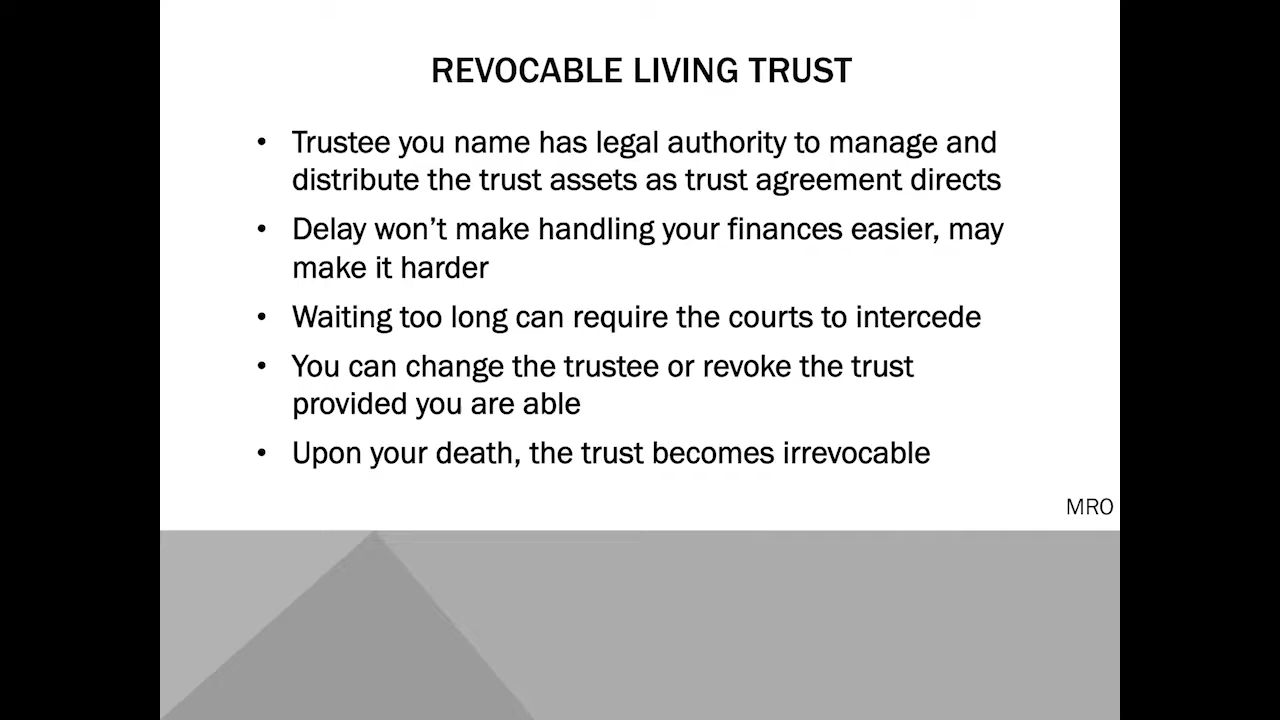 REVOCABLE LIVING TRUST
• Trustee you name has legal authority to manage and
distribute the trust assets as trust agreement directs
• Delay won’t make handling your finances easier, may
make it harder
• Waiting too long can require the courts to intercede
• You can change the trustee or revoke the trust
provided you are able
• Upon your death, the trust becomes irrevocable
MRO